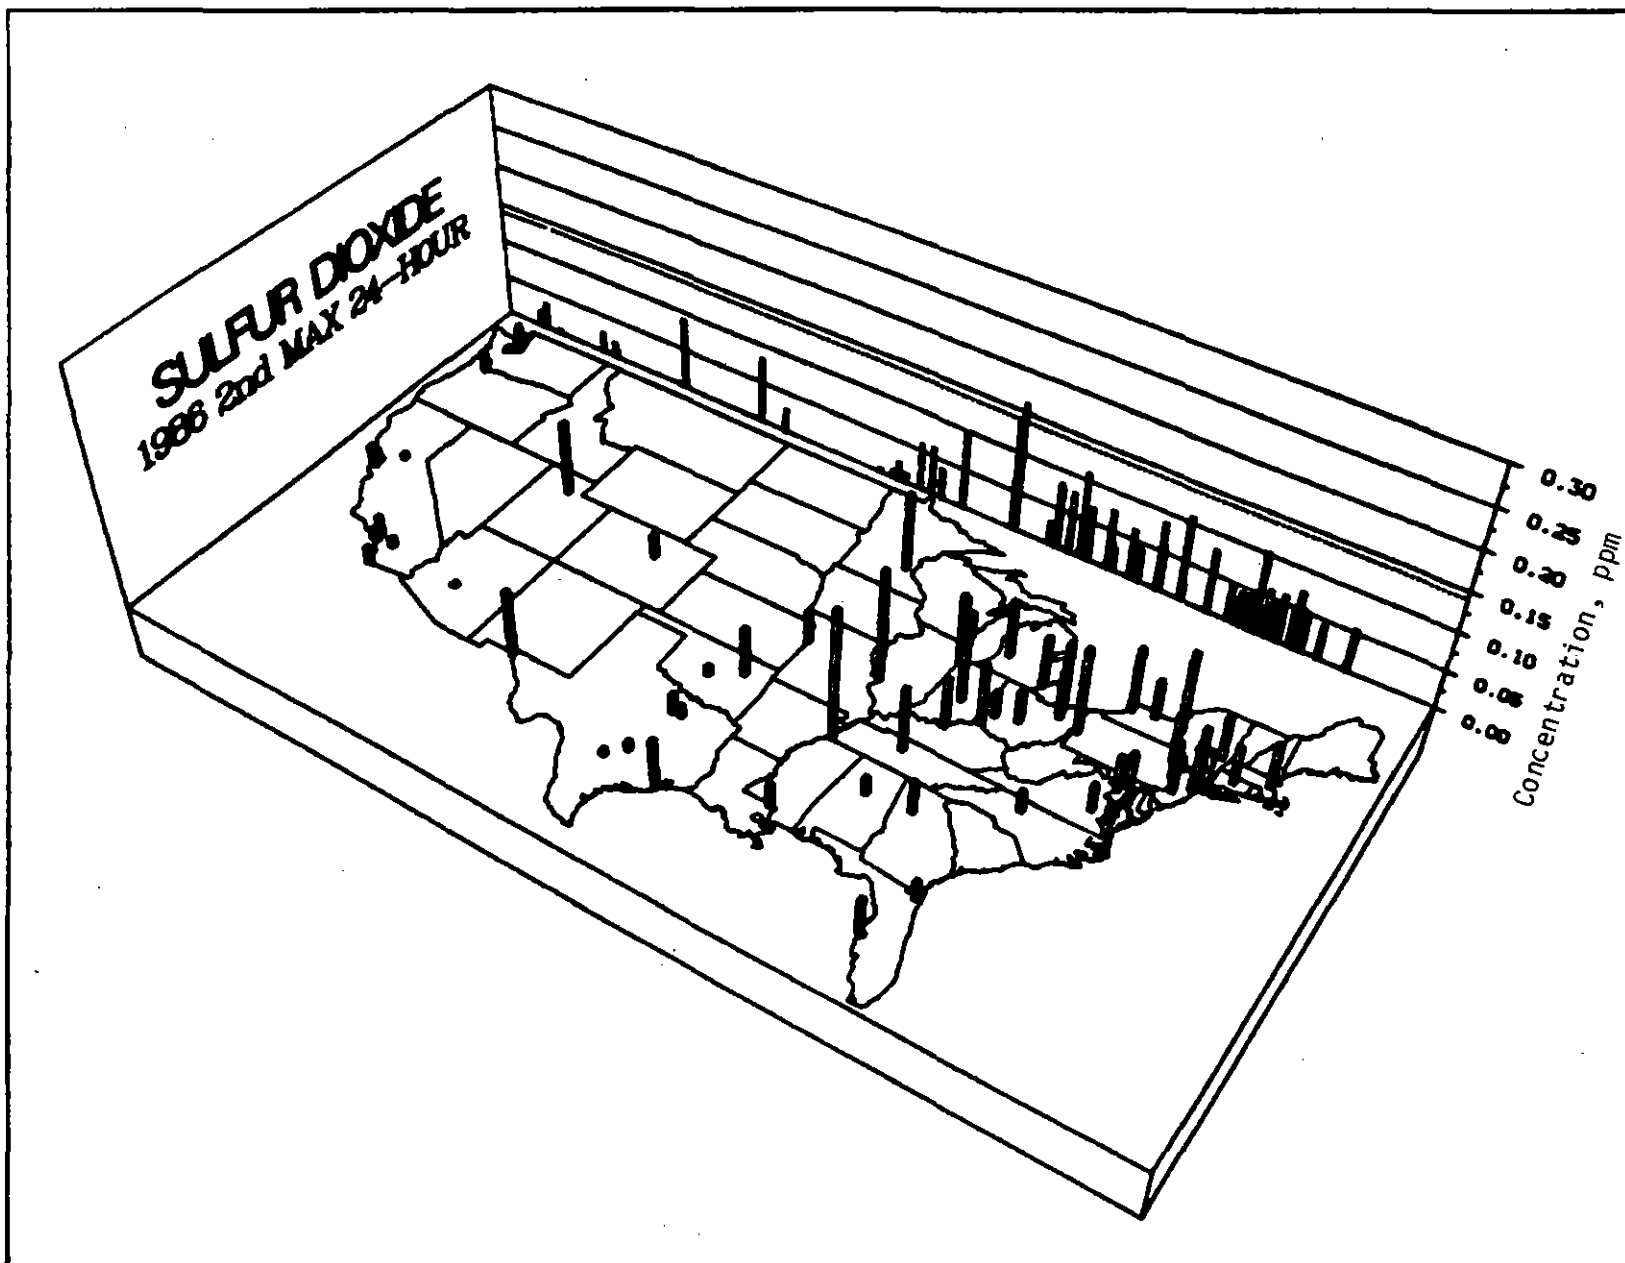 SULFUR DIOXIDE
1986 2nd MAX 24-HOUR
0.30
0.25
0.20
0.15
0.10
0.05
0.00
Concentration, ppm